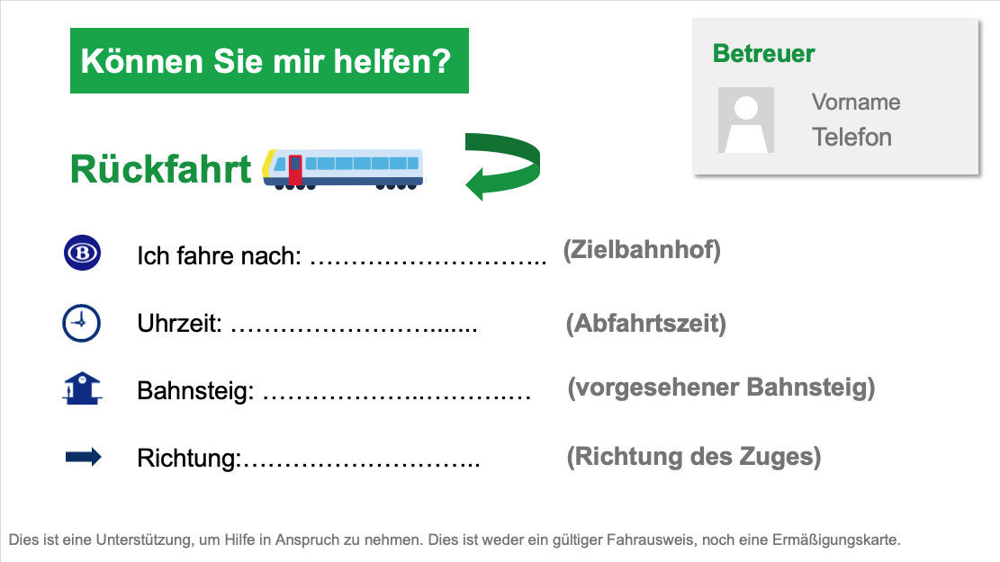 Können Sie mir helfen?
Betreuer
Vorname
Telefon
Rückfahrt
B
Ich fahre nach: ……………………….. (Zielbahnhof)
Uhrzeit: ……………………....... (Abfahrtszeit)
Bahnsteig: ………………..……….… (vorgesehener Bahnsteig)
Richtung:……………………….. (Richtung des Zuges)
Dies ist eine Unterstützung, um Hilfe in Anspruch zu nehmen. Dies ist weder ein gültiger Fahrausweis, noch eine Ermäßigungskarte.